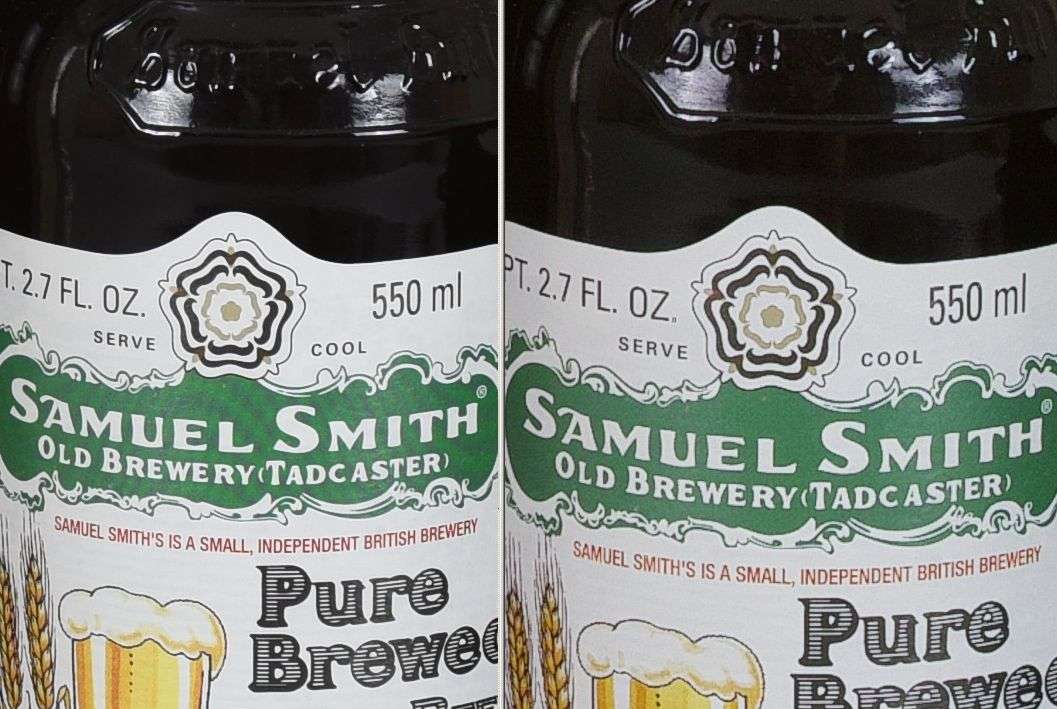 PT. 2.7 FL. OZ.
550 ml
SERVE
COOL
SAMUEL SMITH®
OLD BREWERY (TADCASTER)
SAMUEL SMITH'S IS A SMALL, INDEPENDENT BRITISH BREWERY
Pure
Brewed
PT. 2.7 FL. OZ.
550 ml
SERVE
COOL
SAMUEL SMITH®
OLD BREWERY (TADCASTER)
SAMUEL SMITH'S IS A SMALL, INDEPENDENT BRITISH BREWERY
Pure
Brewe